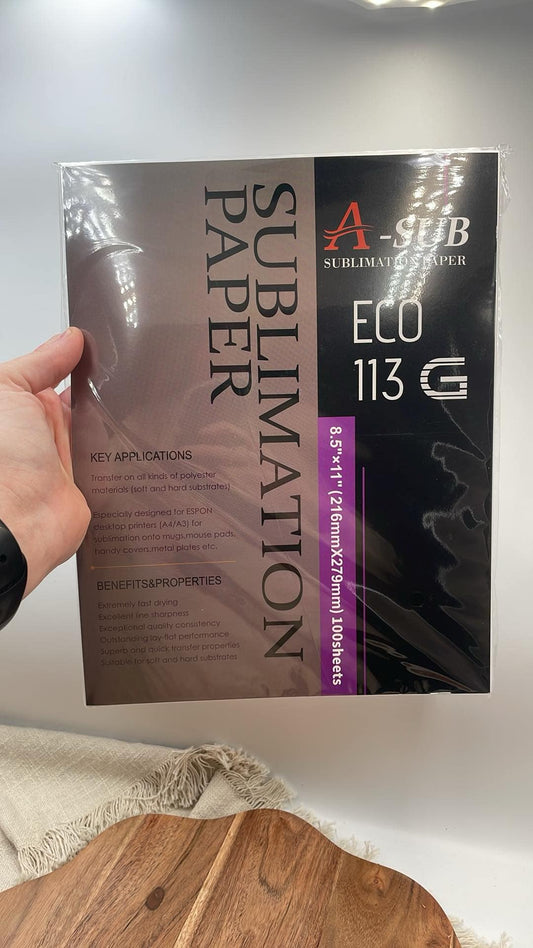 SUBLIMATION
PAPER
A-SUB
SUBLIMATION PAPER
ECO
113 G
8.5"×11" (216mmX279mm) 100sheets
KEY APPLICATIONS
Transfer on all kinds of polyester
materials (soft and hard substrates)
Especially designed for ESPON
desktop printers (A4/A3) for
sublimation onto mugs,mouse pads,
handy covers,metal plates etc.
BENEFITS&PROPERTIES
Extremely fast drying
Excellent line sharpness
Exceptional quality consistency
Outstanding lay-flat performance
Superb and quick transfer properties
Suitable for soft and hard substrates